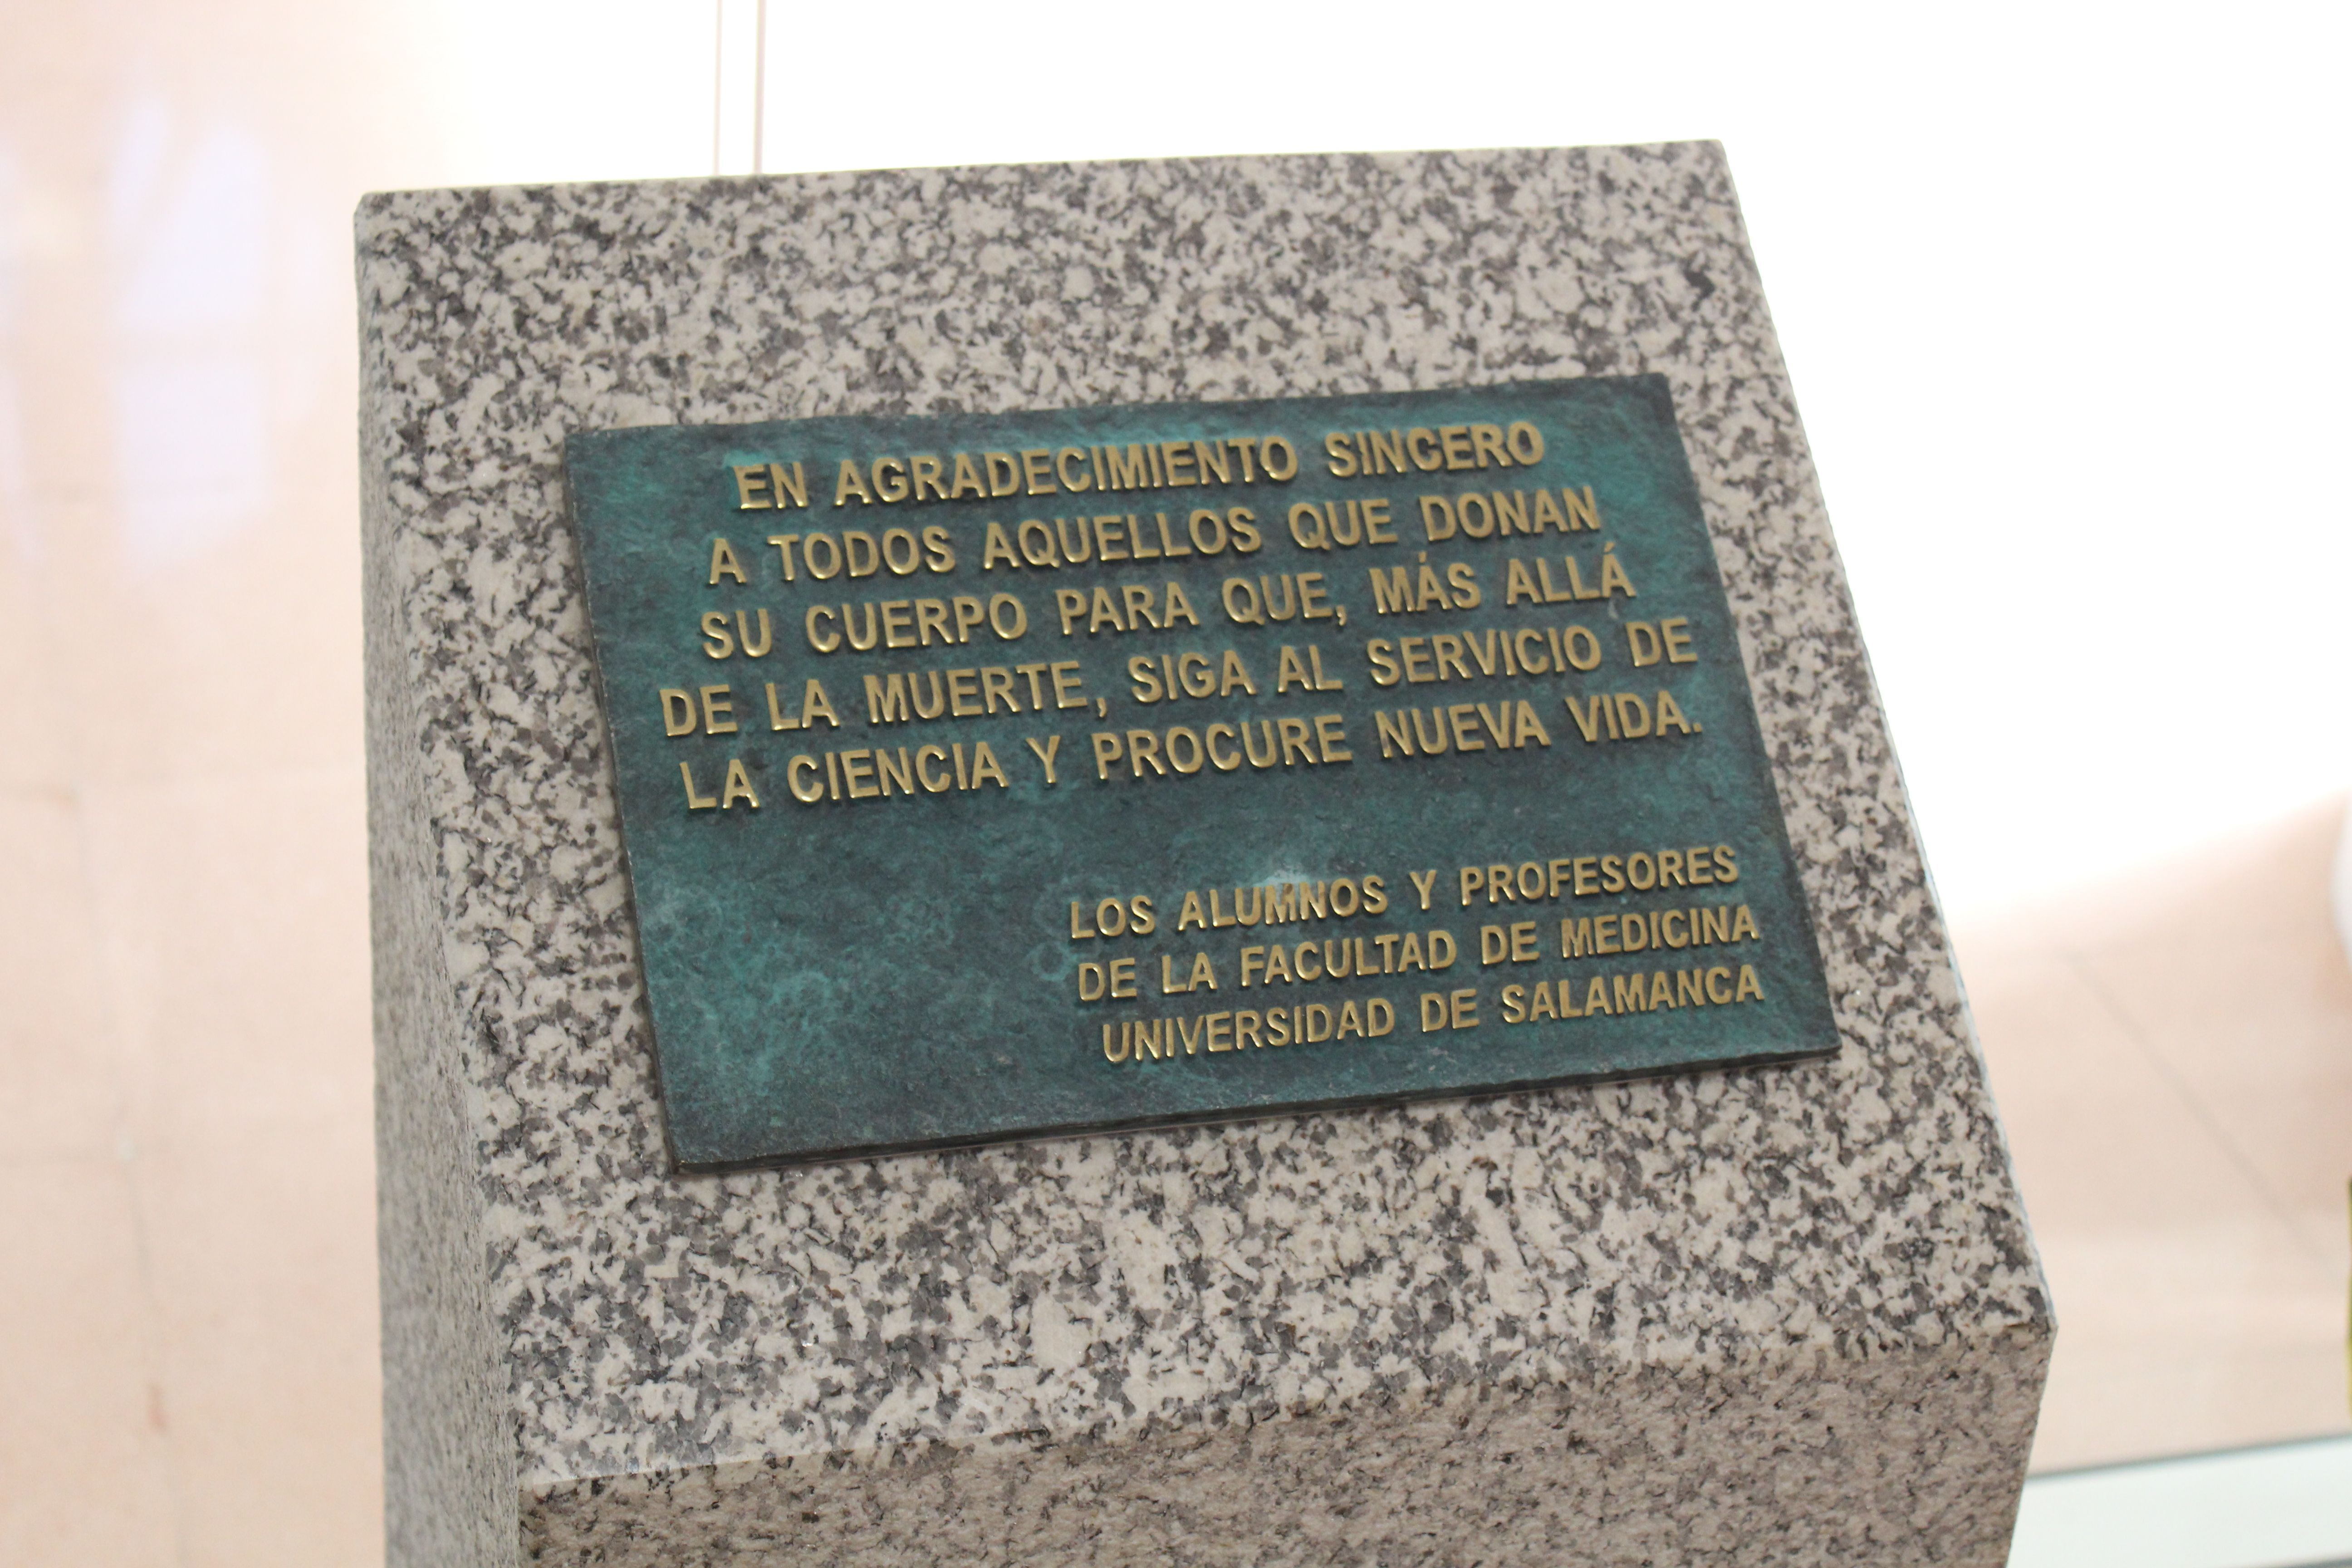 EN AGRADECIMIENTO SINCERO
A TODOS AQUELLOS QUE DONAN
SU CUERPO PARA QUE, MÁS ALLÁ
DE LA MUERTE, SIGA AL SERVICIO DE
LA CIENCIA Y PROCURE NUEVA VIDA.
LOS ALUMNOS Y PROFESORES
DE LA FACULTAD DE MEDICINA
UNIVERSIDAD DE SALAMANCA